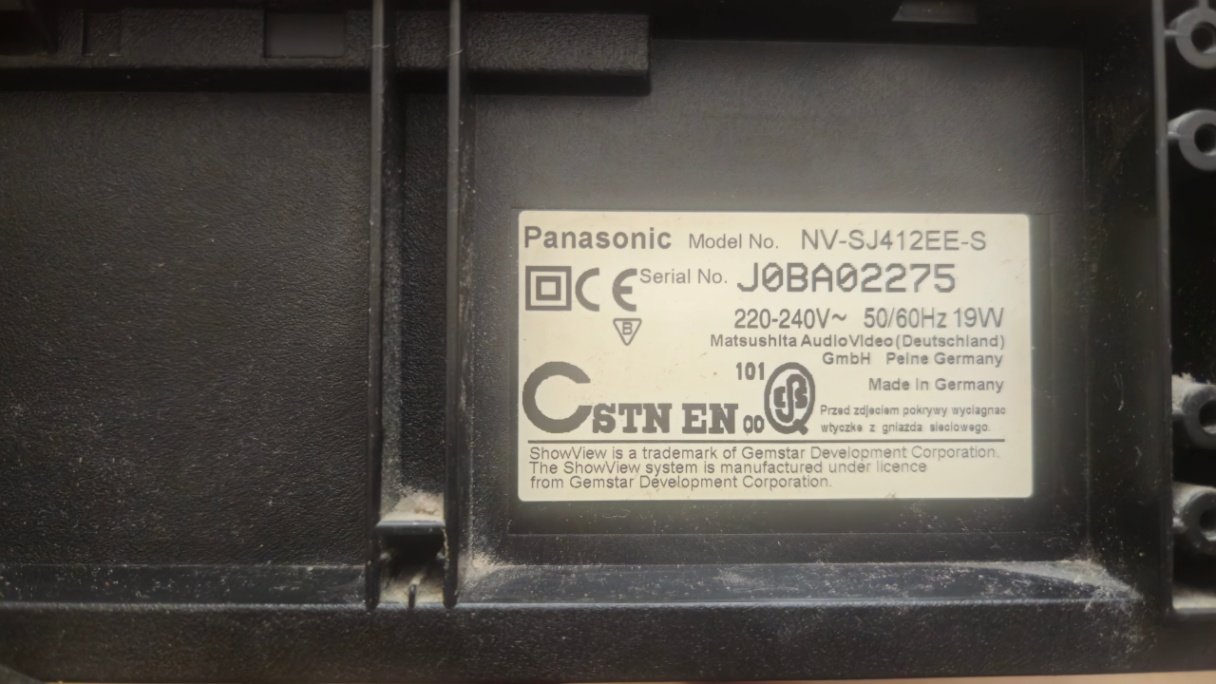 Panasonic Model No. NV-SJ412EE-S
CE Serial No. J0BA02275
B
220-240V~ 50/60Hz 19W
Matsushita AudioVideo (Deutschland)
GmbH Peine Germany
101
Made in Germany
CSTN EN 00
Przed zdjeciem pokrywy wyciagnac
wtyczke z gniazda sieciowego.
ShowView is a trademark of Gemstar Development Corporation.
The ShowView system is manufactured under licence
from Gemstar Development Corporation.